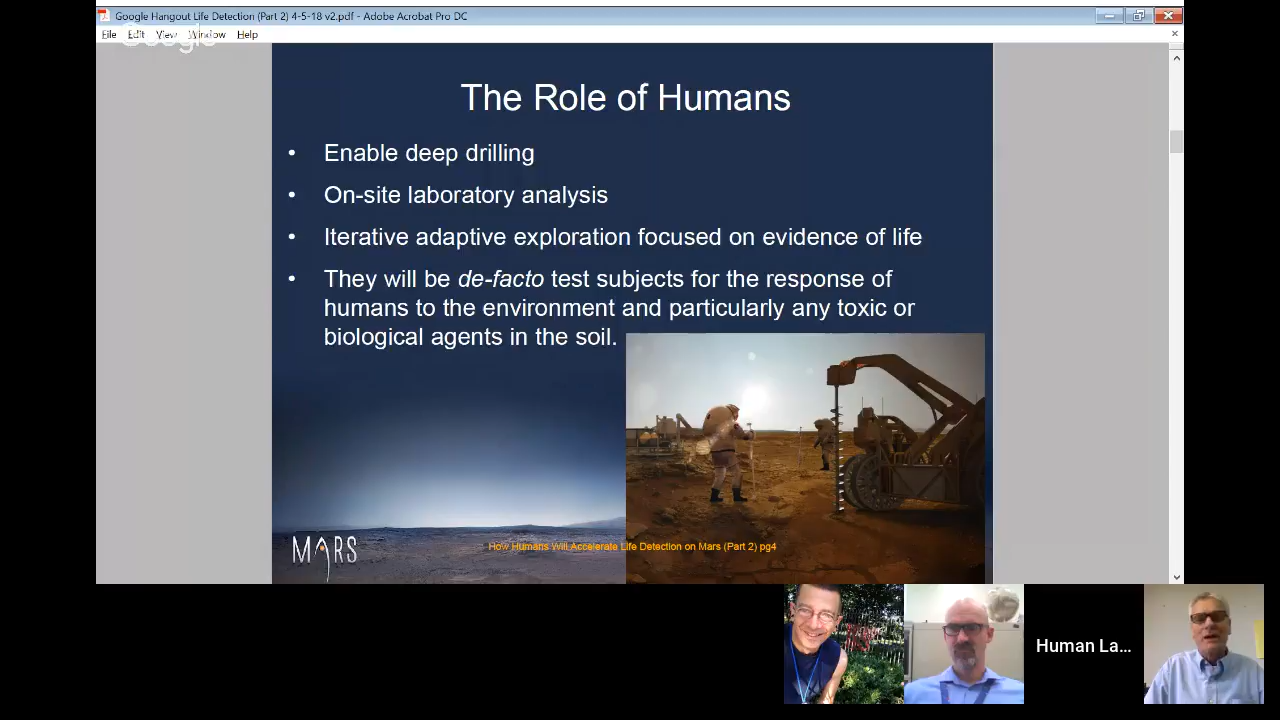 Google Hangout Life Detection (Part 2) 4-5-18 v2.pdf - Adobe Acrobat Pro DC
File Edit View Window Help
Google
The Role of Humans
• Enable deep drilling
• On-site laboratory analysis
• Iterative adaptive exploration focused on evidence of life
• They will be de-facto test subjects for the response of
humans to the environment and particularly any toxic or
biological agents in the soil.
MARS
How Humans Will Accelerate Life Detection on Mars (Part 2) pg4
Human La...